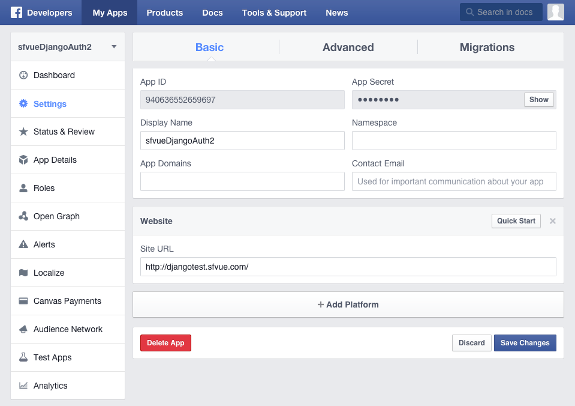 Developers My Apps Products Docs Tools & Support News Search in docs
sfvueDjangoAuth2
Dashboard
Settings
Status & Review
App Details
Roles
Open Graph
Alerts
Localize
Canvas Payments
Audience Network
Test Apps
Analytics
Basic Advanced Migrations
App ID App Secret
940636552659697 •••••••• Show
Display Name Namespace
sfvueDjangoAuth2
App Domains Contact Email
Used for important communication about your app
Website Quick Start ×
Site URL
http://djangotest.sfvue.com/
+ Add Platform
Delete App Discard Save Changes